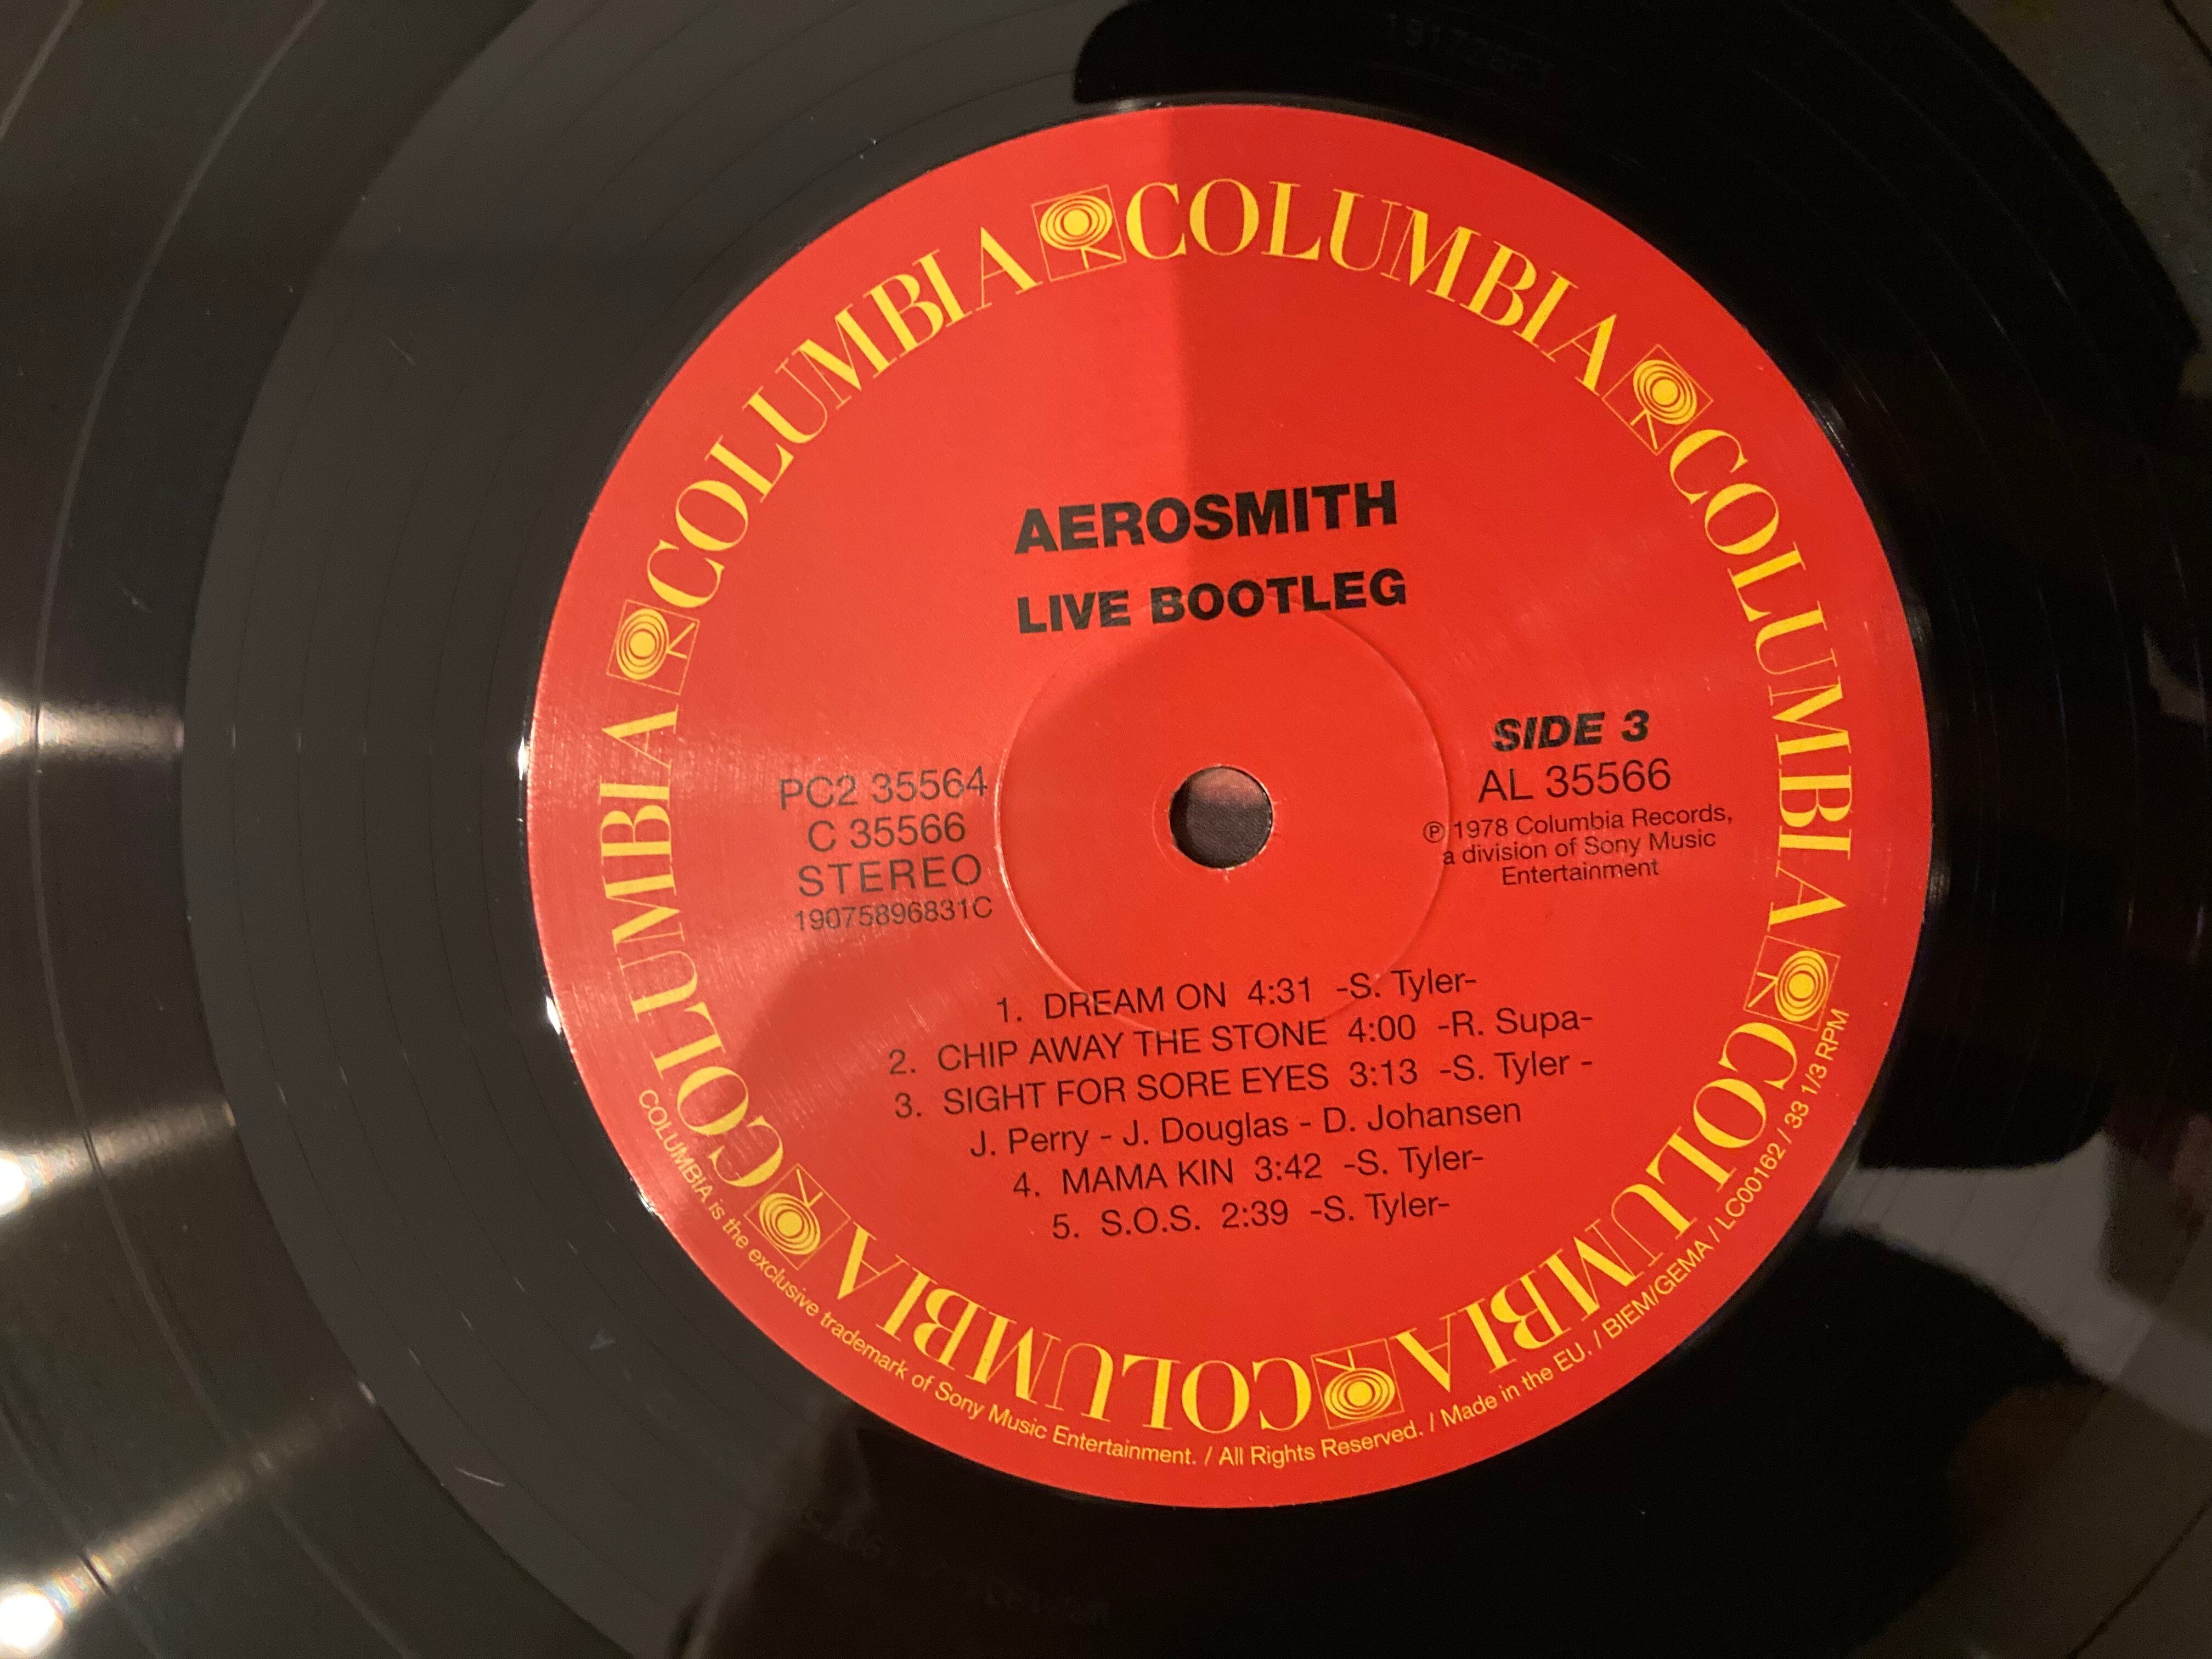 COLUMBIA COLUMBIA COLUMBIA COLUMBIA COLUMBIA COLUMBIA
AEROSMITH
LIVE BOOTLEG
SIDE 3
AL 35566
℗ 1978 Columbia Records,
a division of Sony Music
Entertainment
PC2 35564
C 35566
STEREO
19075896831C
1. DREAM ON 4:31 -S. Tyler-
2. CHIP AWAY THE STONE 4:00 -R. Supa-
3. SIGHT FOR SORE EYES 3:13 -S. Tyler -
J. Perry - J. Douglas - D. Johansen
4. MAMA KIN 3:42 -S. Tyler-
5. S.O.S. 2:39 -S. Tyler-
COLUMBIA is the exclusive trademark of Sony Music Entertainment. / All Rights Reserved. / Made in the EU. / BIEM/GEMA / LC00162 / 33 1/3 RPM